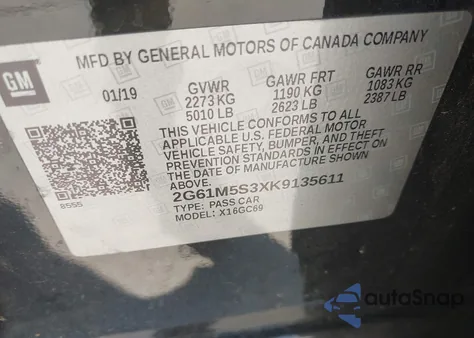 MFD BY GENERAL MOTORS OF CANADA COMPANY
GM
01/19 GVWR GAWR FRT GAWR RR
2273 KG 1190 KG 1083 KG
5010 LB 2623 LB 2387 LB
THIS VEHICLE CONFORMS TO ALL
APPLICABLE U.S. FEDERAL MOTOR
VEHICLE SAFETY, BUMPER, AND THEFT
PREVENTION STANDARDS IN EFFECT
ON THE DATE OF MANUFACTURE SHOWN
ABOVE.
2G61M5S3XK9135611
TYPE: PASS CAR
MODEL: X16GC69
8555
autoSnap